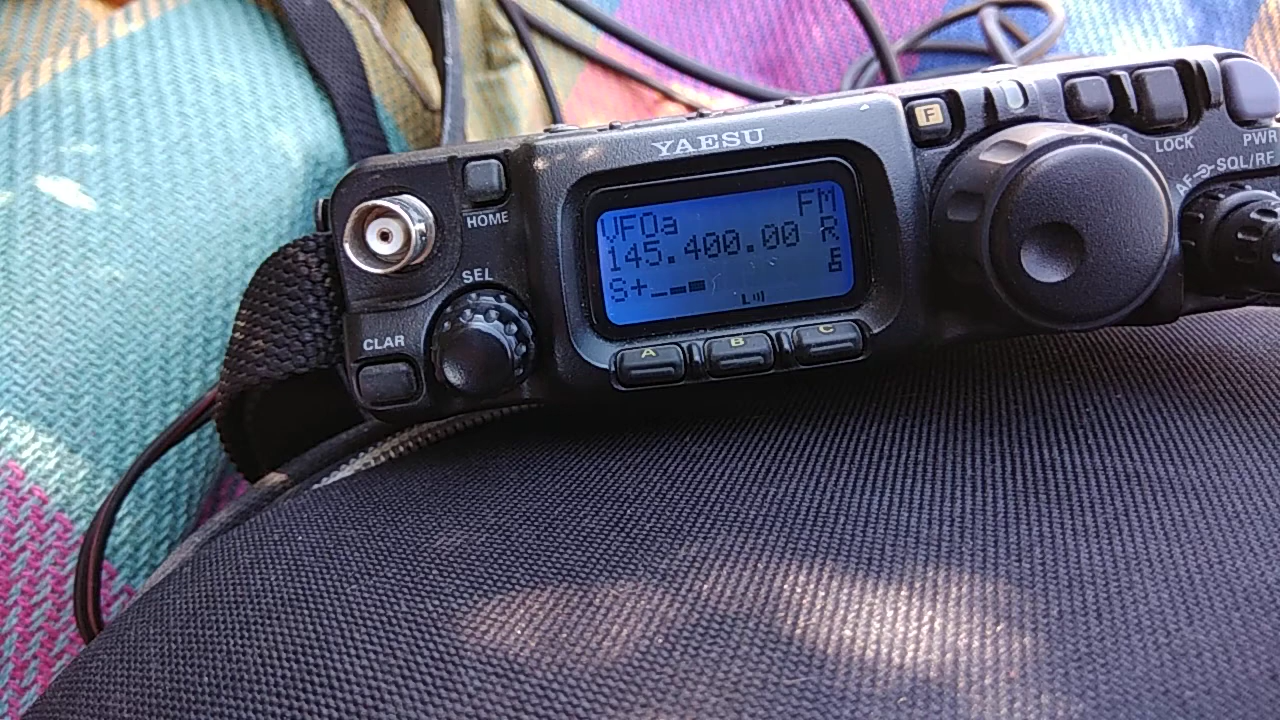 YAESU
F
HOME
LOCK
PWR
AF SQL/RF
SEL
VFOa FM
145.400.00 R
S+
CLAR
A B C